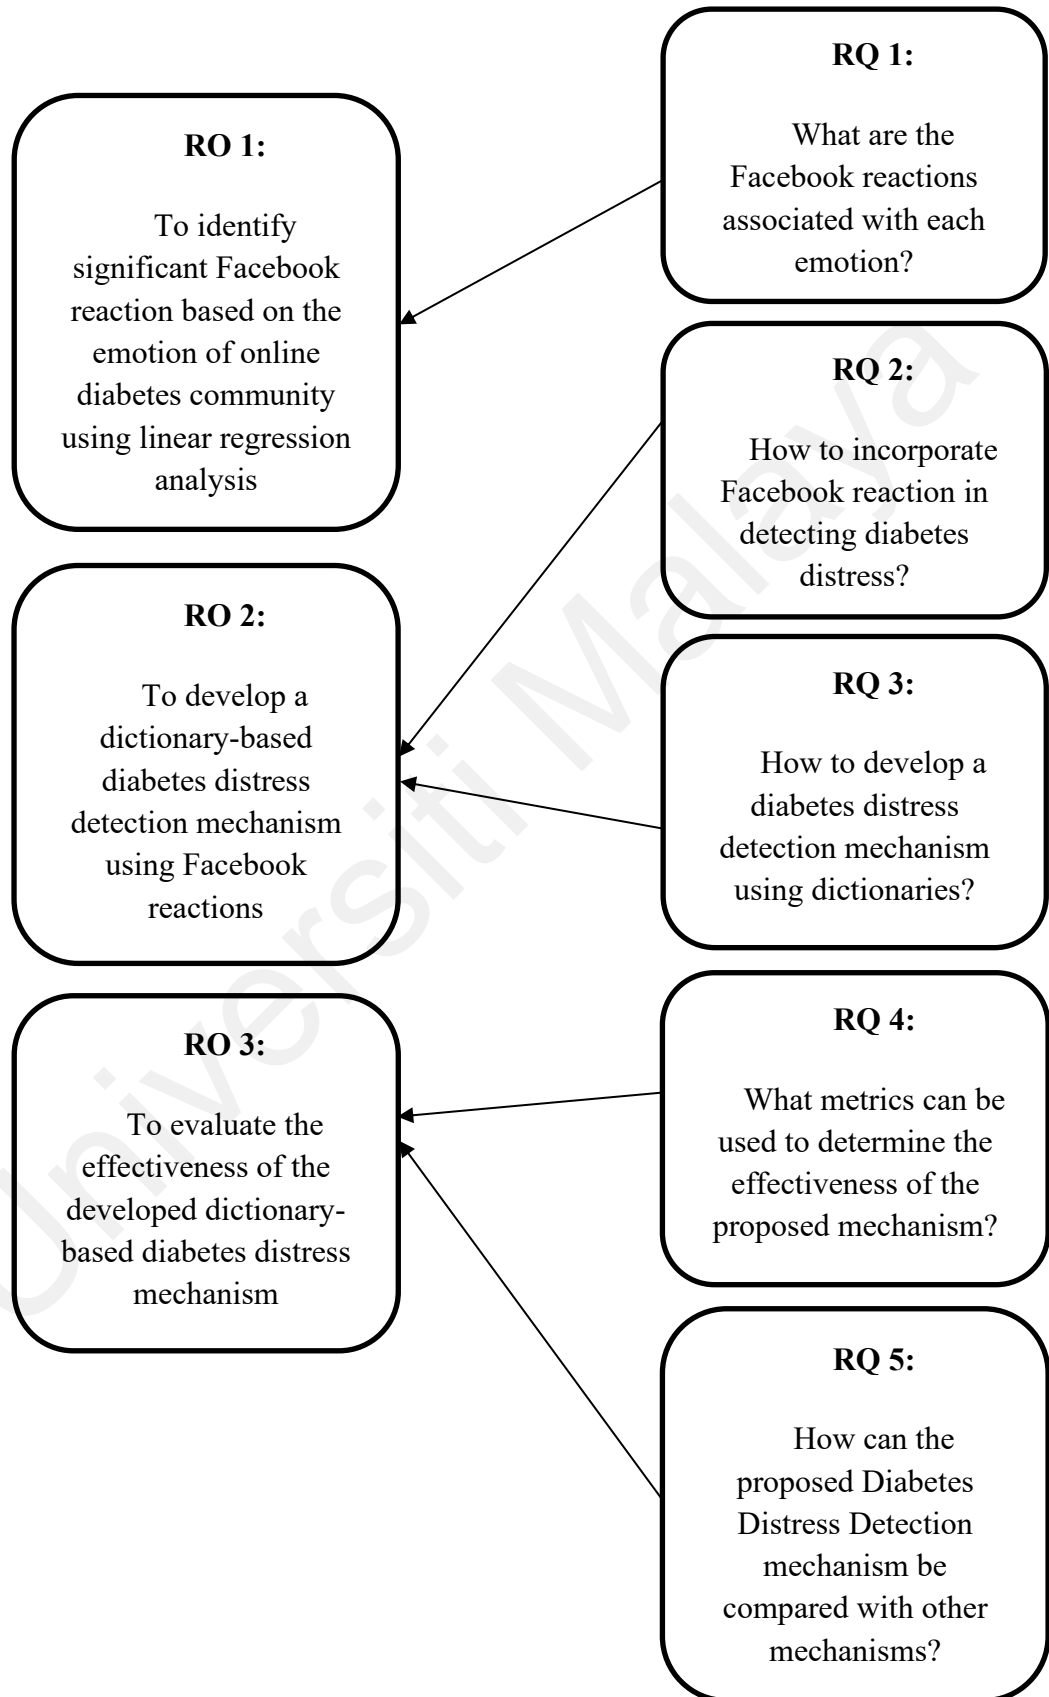 RO 1:
To identify
significant Facebook
reaction based on the
emotion of online
diabetes community
using linear regression
analysis
RO 2:
To develop a
dictionary-based
diabetes distress
detection mechanism
using Facebook
reactions
RO 3:
To evaluate the
effectiveness of the
developed dictionary-
based diabetes distress
mechanism
RQ 1:
What are the
Facebook reactions
associated with each
emotion?
RQ 2:
How to incorporate
Facebook reaction in
detecting diabetes
distress?
RQ 3:
How to develop a
diabetes distress
detection mechanism
using dictionaries?
RQ 4:
What metrics can be
used to determine the
effectiveness of the
proposed mechanism?
RQ 5:
How can the
proposed Diabetes
Distress Detection
mechanism be
compared with other
mechanisms?
Universiti Malaya